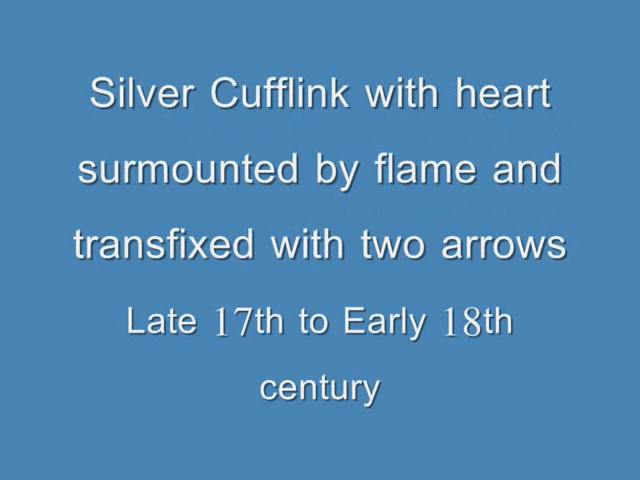 Silver Cufflink with heart
surmounted by flame and
transfixed with two arrows
Late 17th to Early 18th
century